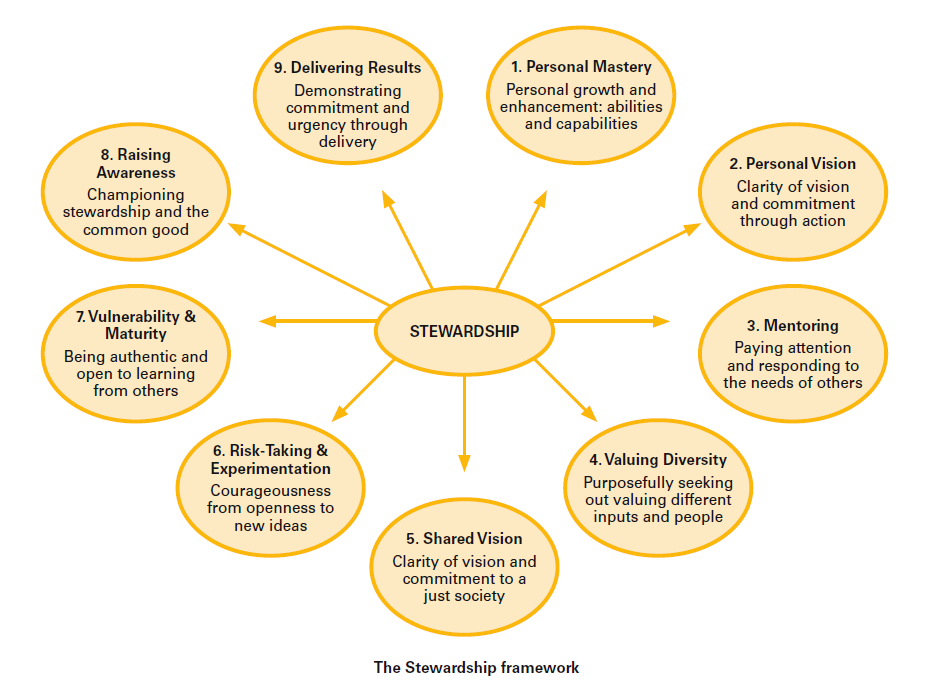 9. Delivering Results
Demonstrating
commitment and
urgency through
delivery
1. Personal Mastery
Personal growth and
enhancement: abilities
and capabilities
8. Raising
Awareness
Championing
stewardship and the
common good
2. Personal Vision
Clarity of vision
and commitment
through action
7. Vulnerability &
Maturity
Being authentic and
open to learning
from others
STEWARDSHIP
3. Mentoring
Paying attention
and responding to
the needs of others
6. Risk-Taking &
Experimentation
Courageousness
from openness to
new ideas
4. Valuing Diversity
Purposefully seeking
out valuing different
inputs and people
5. Shared Vision
Clarity of vision and
commitment to a
just society
The Stewardship framework